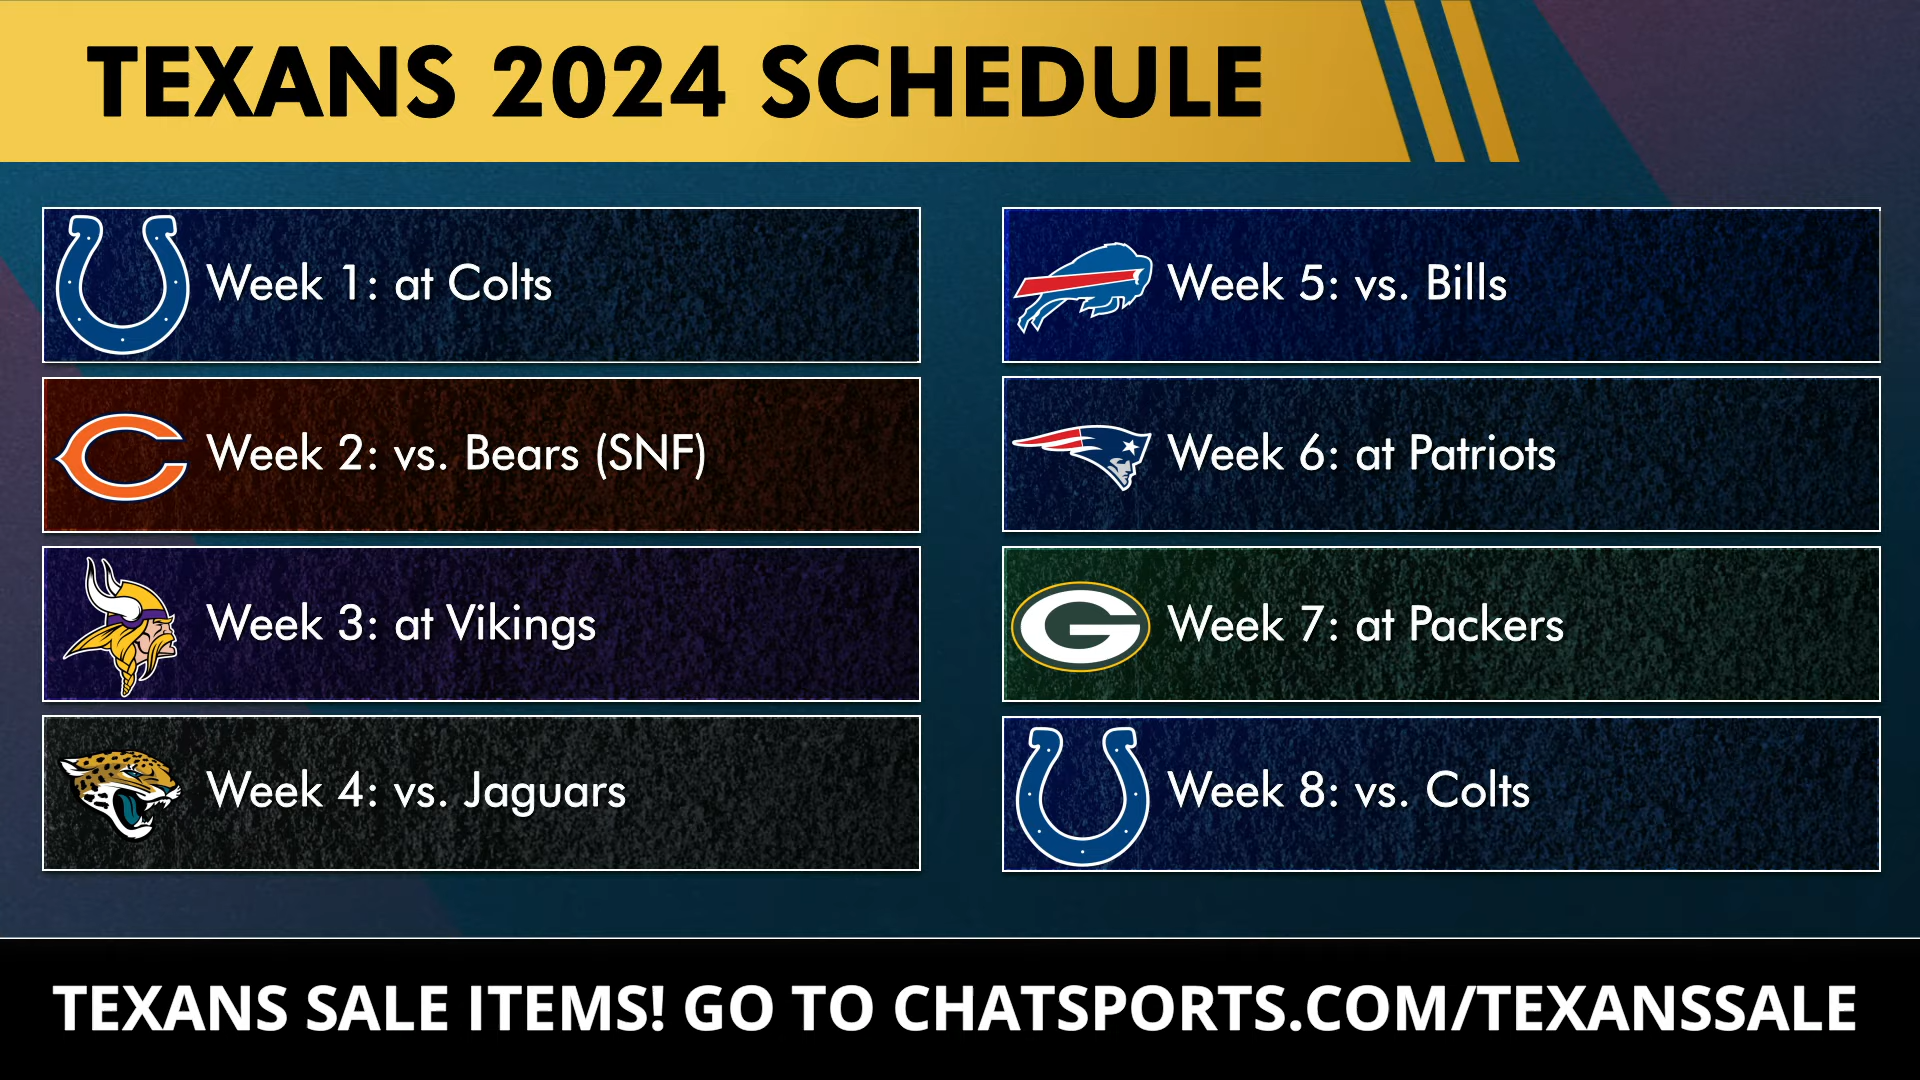 TEXANS 2024 SCHEDULE
Week 1: at Colts
Week 2: vs. Bears (SNF)
Week 3: at Vikings
Week 4: vs. Jaguars
Week 5: vs. Bills
Week 6: at Patriots
Week 7: at Packers
Week 8: vs. Colts
TEXANS SALE ITEMS! GO TO CHATSPORTS.COM/TEXANSSALE